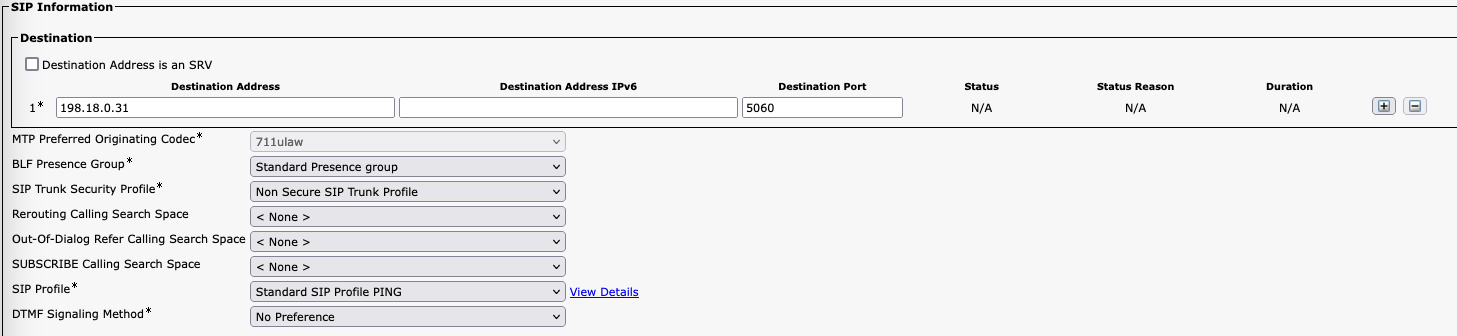 SIP Information
Destination
Destination Address is an SRV
Destination Address Destination Address IPv6 Destination Port Status Status Reason Duration
1* 198.18.0.31 5060 N/A N/A N/A
MTP Preferred Originating Codec* 711ulaw
BLF Presence Group* Standard Presence group
SIP Trunk Security Profile* Non Secure SIP Trunk Profile
Rerouting Calling Search Space < None >
Out-Of-Dialog Refer Calling Search Space < None >
SUBSCRIBE Calling Search Space < None >
SIP Profile* Standard SIP Profile PING View Details
DTMF Signaling Method* No Preference